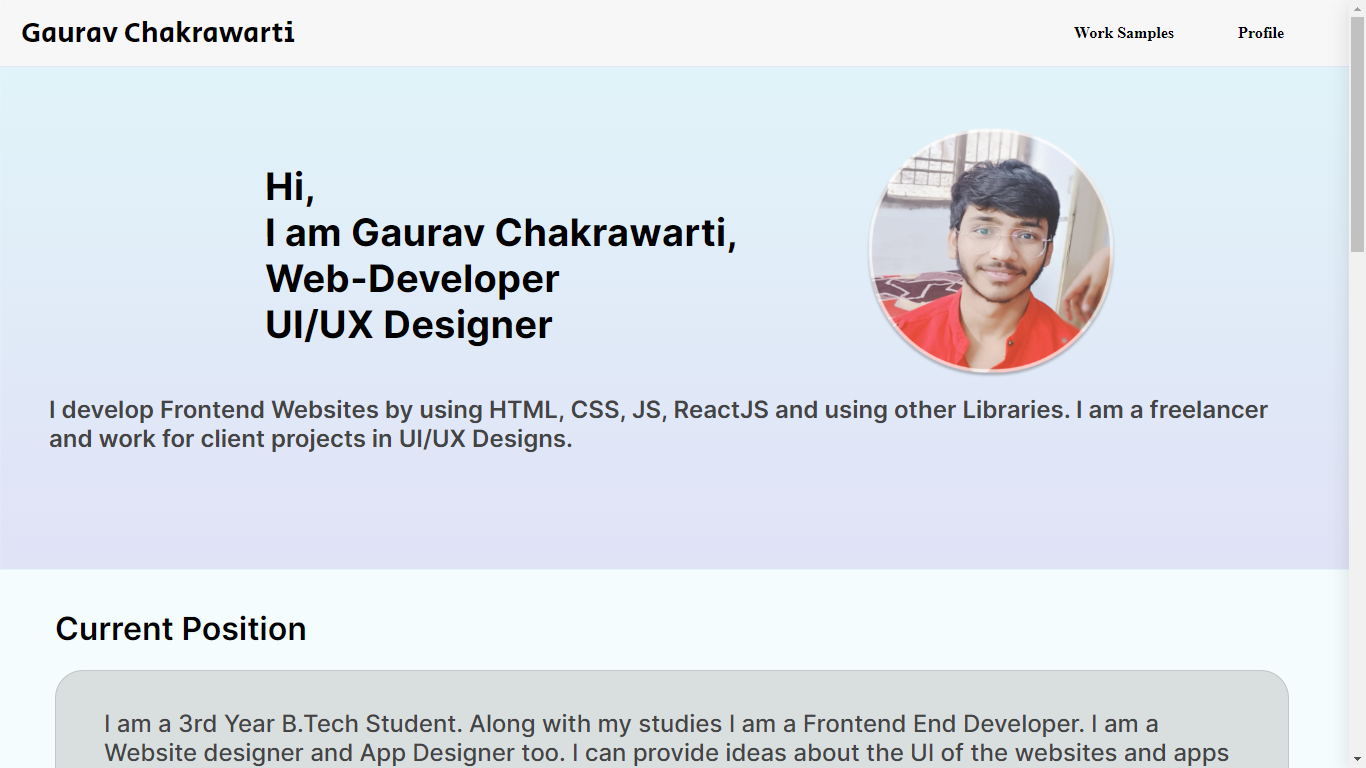 Gaurav Chakrawarti
Work Samples
Profile
Hi,
I am Gaurav Chakrawarti,
Web-Developer
UI/UX Designer
I develop Frontend Websites by using HTML, CSS, JS, ReactJS and using other Libraries. I am a freelancer
and work for client projects in UI/UX Designs.
Current Position
I am a 3rd Year B.Tech Student. Along with my studies I am a Frontend End Developer. I am a
Website designer and App Designer too. I can provide ideas about the UI of the websites and apps